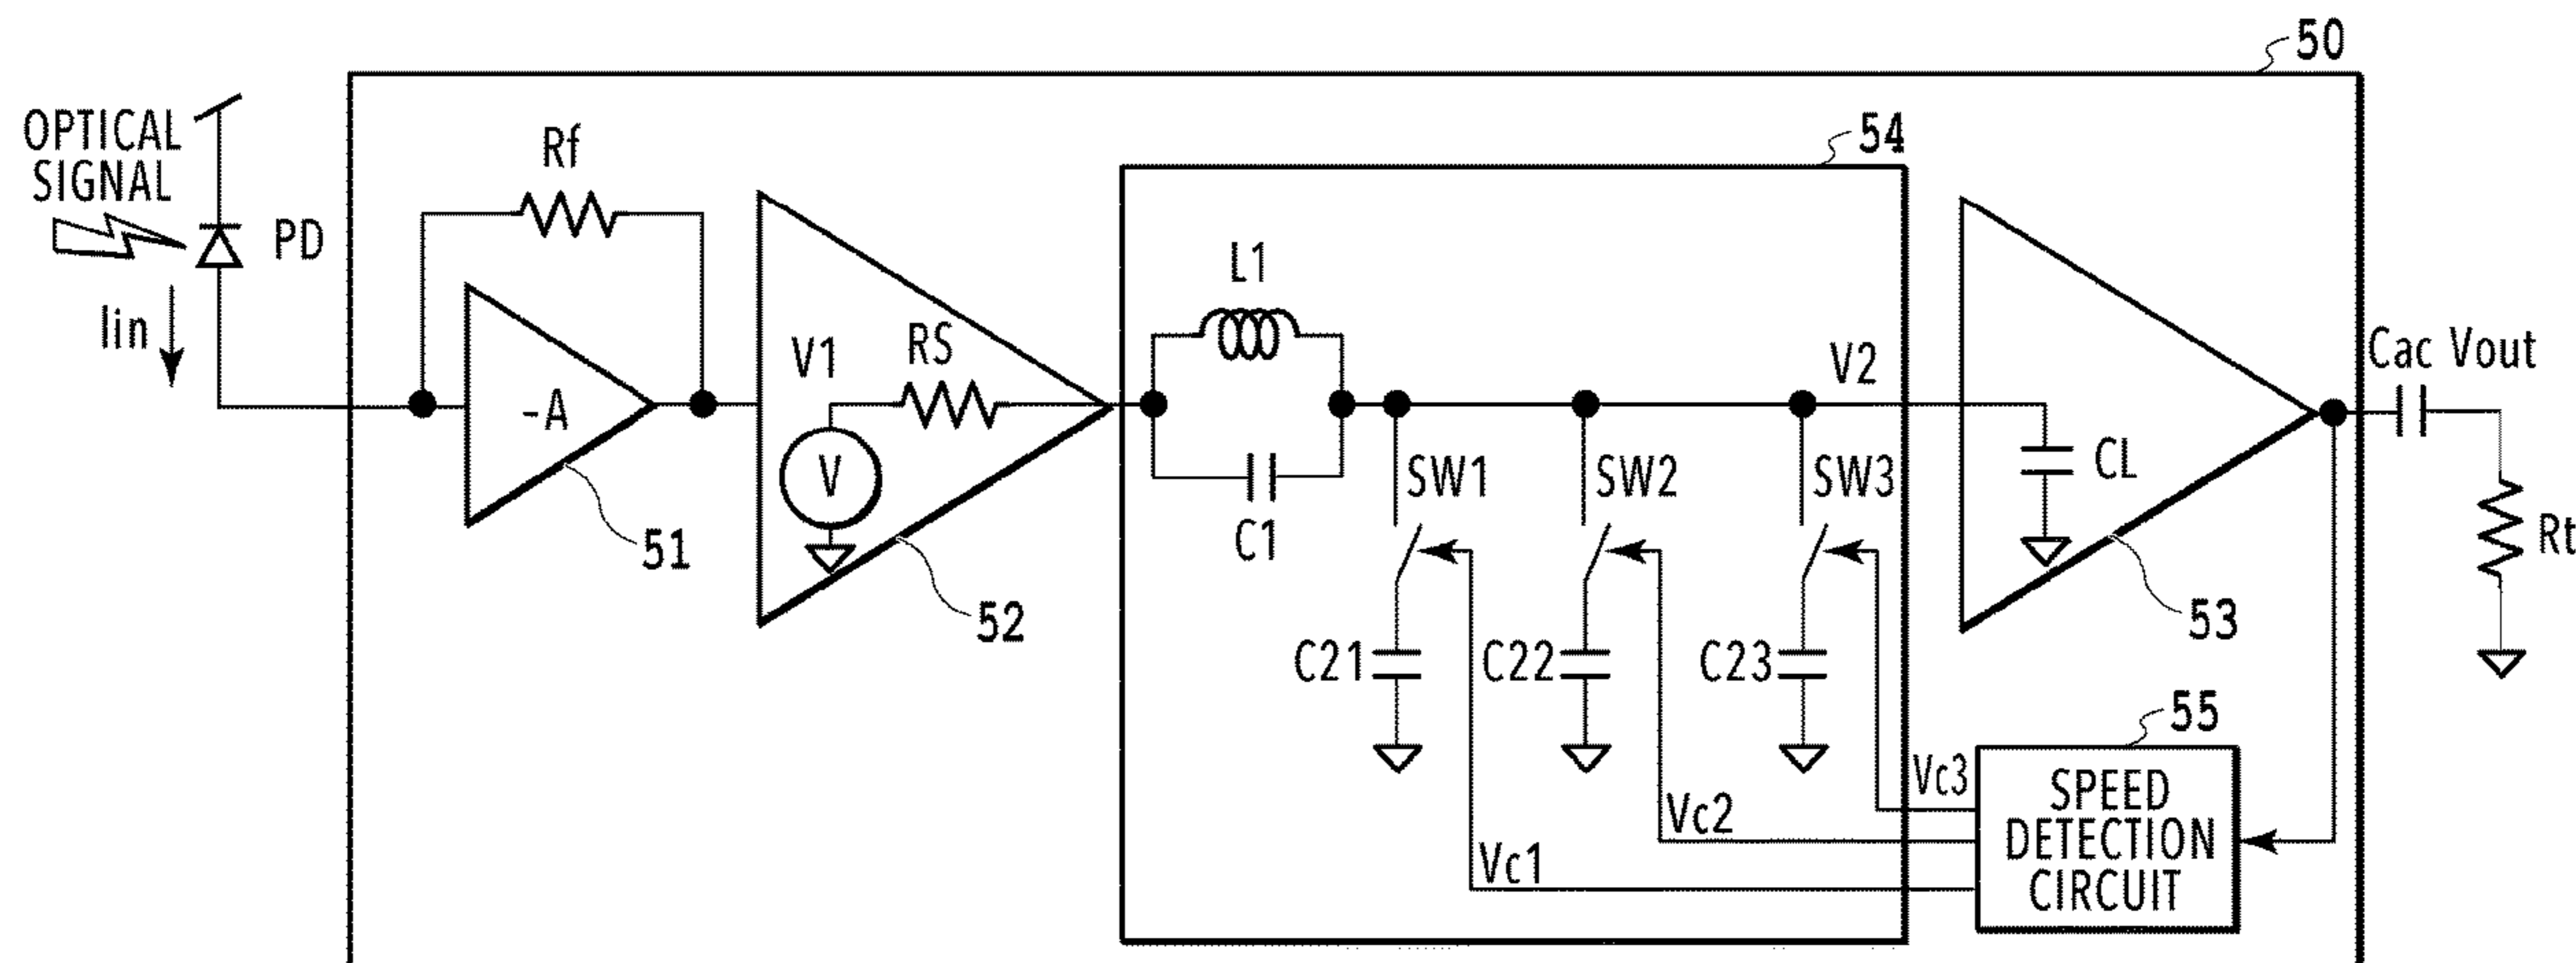 50
OPTICAL
SIGNAL
PD
Iin
Rf
-A
51
V1
RS
V
52
54
L1
C1
V2
SW1
SW2
SW3
C21
C22
C23
Vc1
Vc2
Vc3
CL
53
55
SPEED
DETECTION
CIRCUIT
Cac Vout
Rt